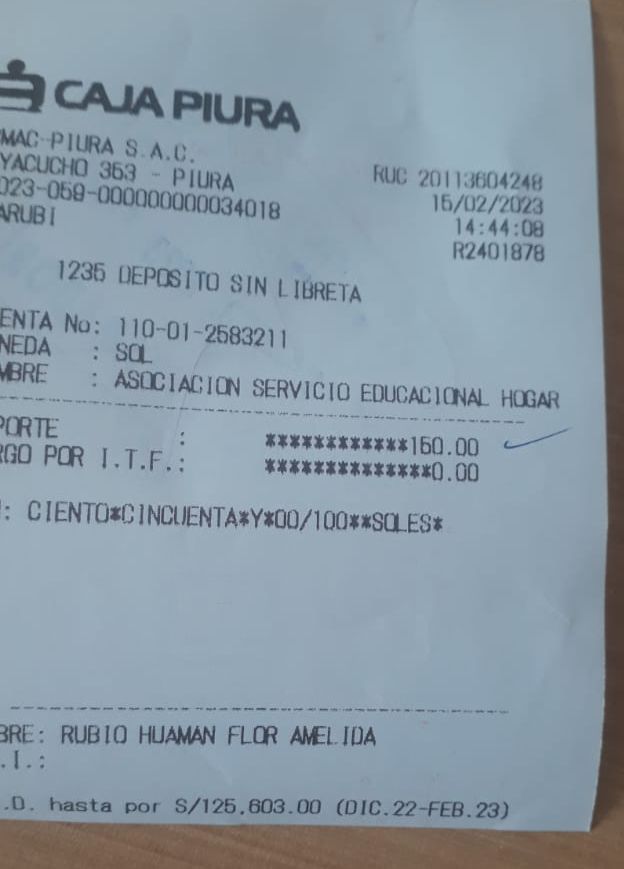 CAJA PIURA
MAC-PIURA S.A.C.
YACUCHO 353 - PIURA
RUC 20113604248
023-059-000000000034018
15/02/2023
ARUBI
14:44:08
R2401878
1235 DEPOSITO SIN LIBRETA
ENTA No: 110-01-2583211
NEDA : SOL
MBRE : ASOCIACION SERVICIO EDUCACIONAL HOGAR
PORTE : ************150.00
RGO POR I.T.F.: **************0.00
: CIENTO*CINCUENTA*Y*00/100**SOLES*
BRE: RUBIO HUAMAN FLOR AMELIDA
.I.:
.D. hasta por S/125,603.00 (DIC.22-FEB.23)